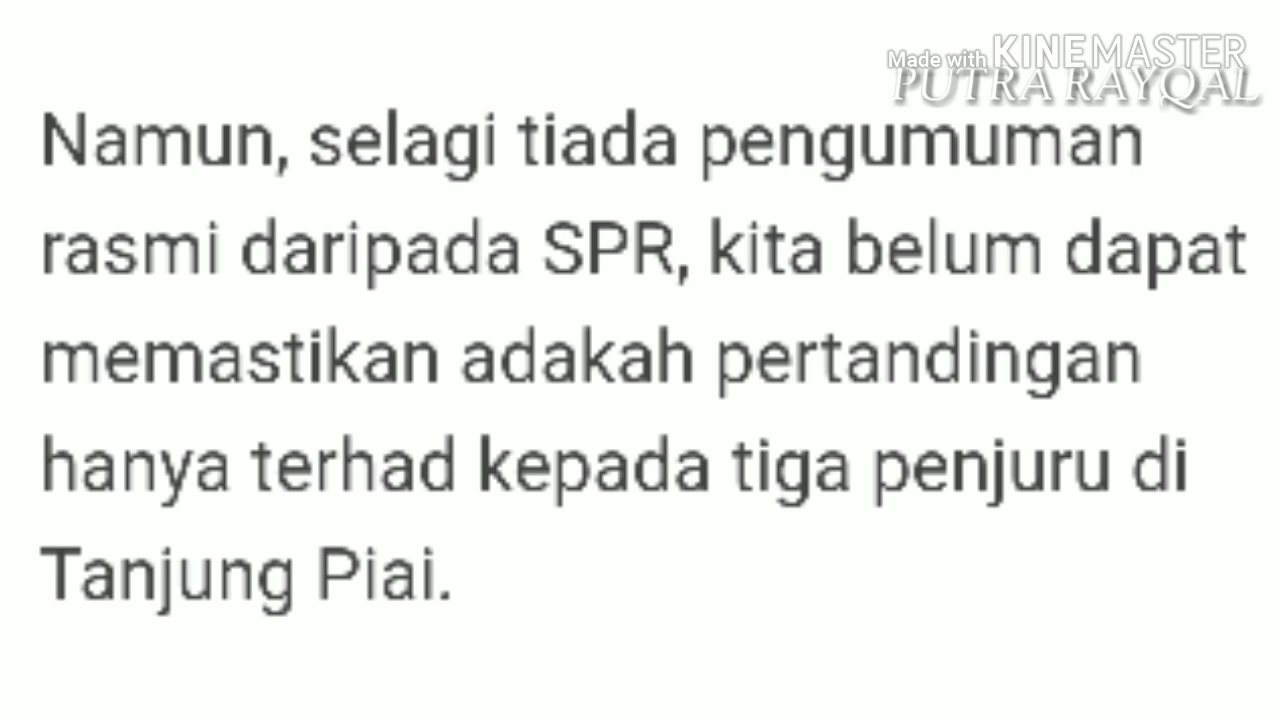 Made with KINEMASTER
PUTRA RAYQAL
Namun, selagi tiada pengumuman
rasmi daripada SPR, kita belum dapat
memastikan adakah pertandingan
hanya terhad kepada tiga penjuru di
Tanjung Piai.